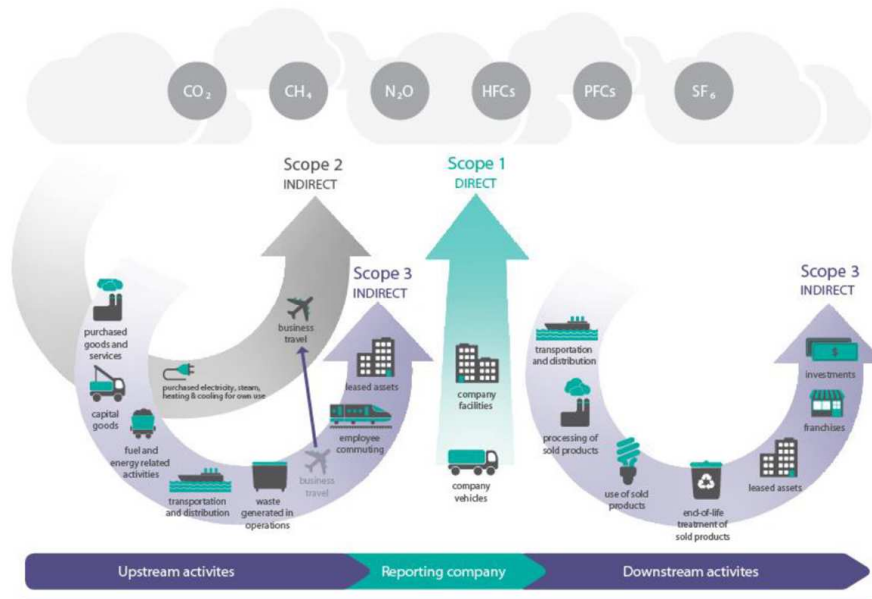 CO₂
CH₄
N₂O
HFCs
PFCs
SF₆
Scope 2
INDIRECT
Scope 1
DIRECT
Scope 3
INDIRECT
Scope 3
INDIRECT
purchased
goods and
services
capital
goods
fuel and
energy related
activities
transportation
and distribution
waste
generated in
operations
business
travel
employee
commuting
leased assets
purchased electricity, steam,
heating & cooling for own use
business
travel
company
facilities
company
vehicles
transportation
and distribution
processing of
sold products
use of sold
products
end-of-life
treatment of
sold products
leased assets
franchises
$
investments
Upstream activites
Reporting company
Downstream activites